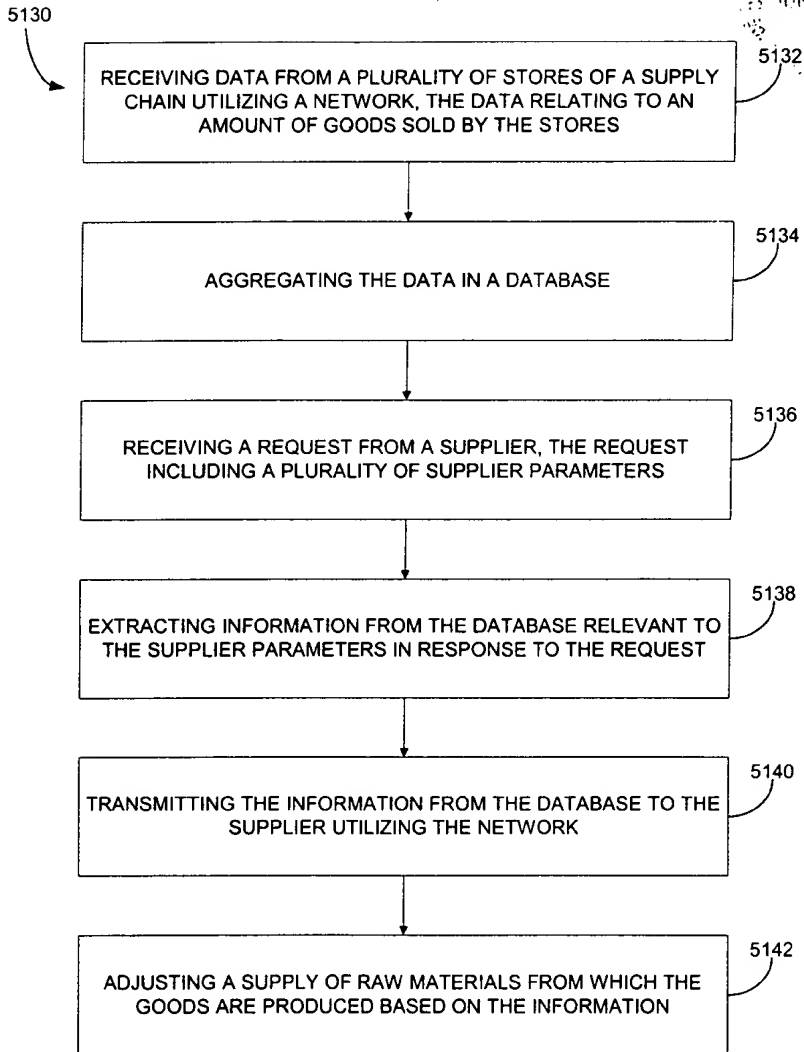 5130
RECEIVING DATA FROM A PLURALITY OF STORES OF A SUPPLY
CHAIN UTILIZING A NETWORK, THE DATA RELATING TO AN
AMOUNT OF GOODS SOLD BY THE STORES
5132
AGGREGATING THE DATA IN A DATABASE
5134
RECEIVING A REQUEST FROM A SUPPLIER, THE REQUEST
INCLUDING A PLURALITY OF SUPPLIER PARAMETERS
5136
EXTRACTING INFORMATION FROM THE DATABASE RELEVANT TO
THE SUPPLIER PARAMETERS IN RESPONSE TO THE REQUEST
5138
TRANSMITTING THE INFORMATION FROM THE DATABASE TO THE
SUPPLIER UTILIZING THE NETWORK
5140
ADJUSTING A SUPPLY OF RAW MATERIALS FROM WHICH THE
GOODS ARE PRODUCED BASED ON THE INFORMATION
5142